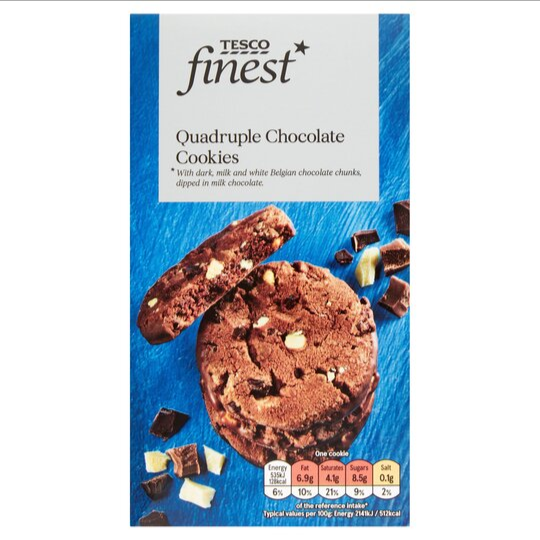 TESCO
finest*
Quadruple Chocolate
Cookies
*With dark, milk and white Belgian chocolate chunks,
dipped in milk chocolate.
One cookie
Energy Fat Saturates Sugars Salt
535kJ 6.9g 4.1g 8.5g 0.1g
128kcal
6% 10% 21% 9% 2%
of the reference intake*
Typical values per 100g: Energy 2141kJ / 512kcal